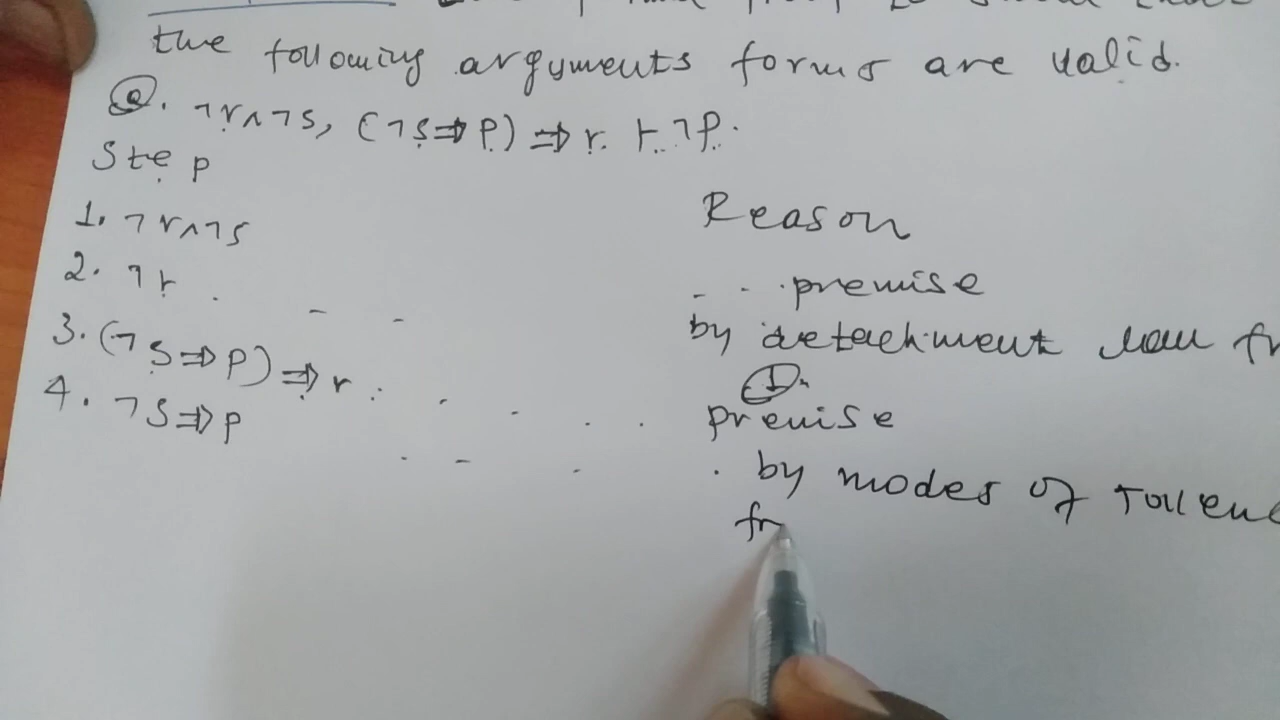 the following arguments forms are valid.
a. ¬r∧¬s, (¬s⇒p)⇒r ⊢ ¬p.
Step
Reason
1. ¬r∧¬s
premise
2. ¬r
by detachment law fr
①
3. (¬s⇒p)⇒r
premise
4. ¬s⇒p
by modes of Tollen
fr